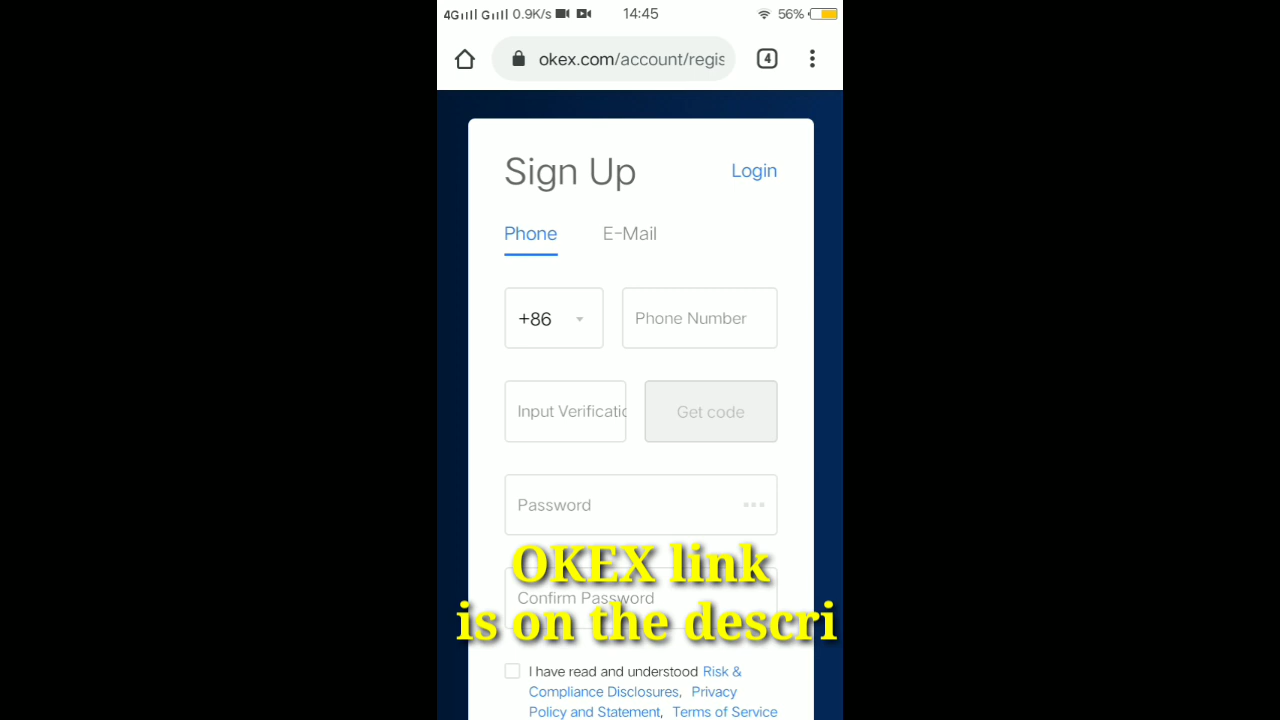 4G G 0.9K/s 14:45 56%
okex.com/account/regis 4
Sign Up Login
Phone E-Mail
+86 Phone Number
Input Verificatio Get code
Password
OKEX link
Confirm Password
is on the descri
I have read and understood Risk &
Compliance Disclosures, Privacy
Policy and Statement, Terms of Service